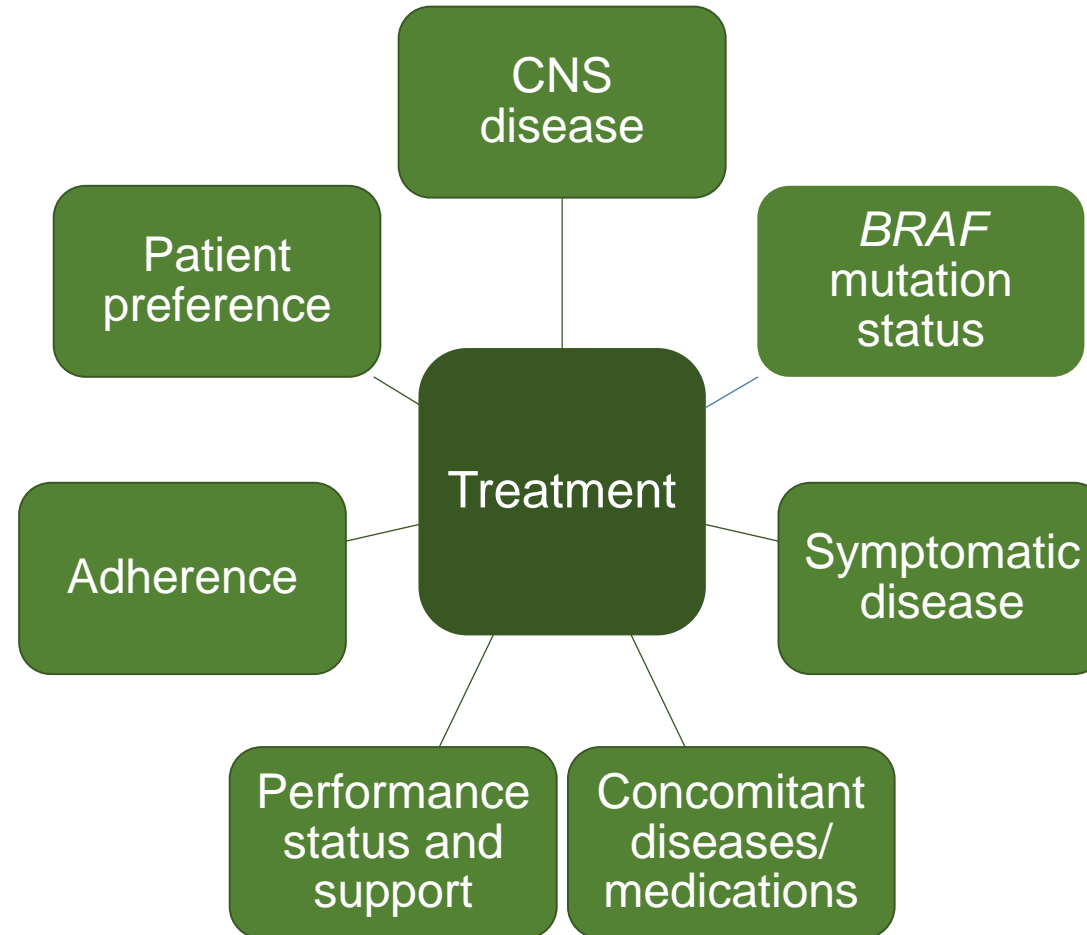 CNS
disease
BRAF
mutation
status
Patient
preference
Treatment
Symptomatic
disease
Adherence
Performance
status and
support
Concomitant
diseases/
medications